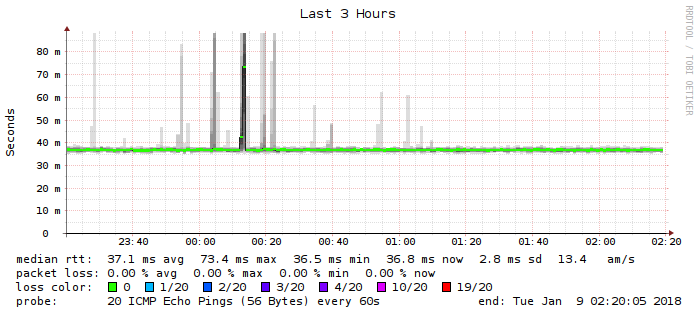 Last 3 Hours
RRDTOOL / TOBI OETIKER
Seconds
80 m
70 m
60 m
50 m
40 m
30 m
20 m
10 m
0
23:40 00:00 00:20 00:40 01:00 01:20 01:40 02:00 02:20
median rtt: 37.1 ms avg 73.4 ms max 36.5 ms min 36.8 ms now 2.8 ms sd 13.4 am/s
packet loss: 0.00 % avg 0.00 % max 0.00 % min 0.00 % now
loss color: 0 1/20 2/20 3/20 4/20 10/20 19/20
probe: 20 ICMP Echo Pings (56 Bytes) every 60s end: Tue Jan 9 02:20:05 2018